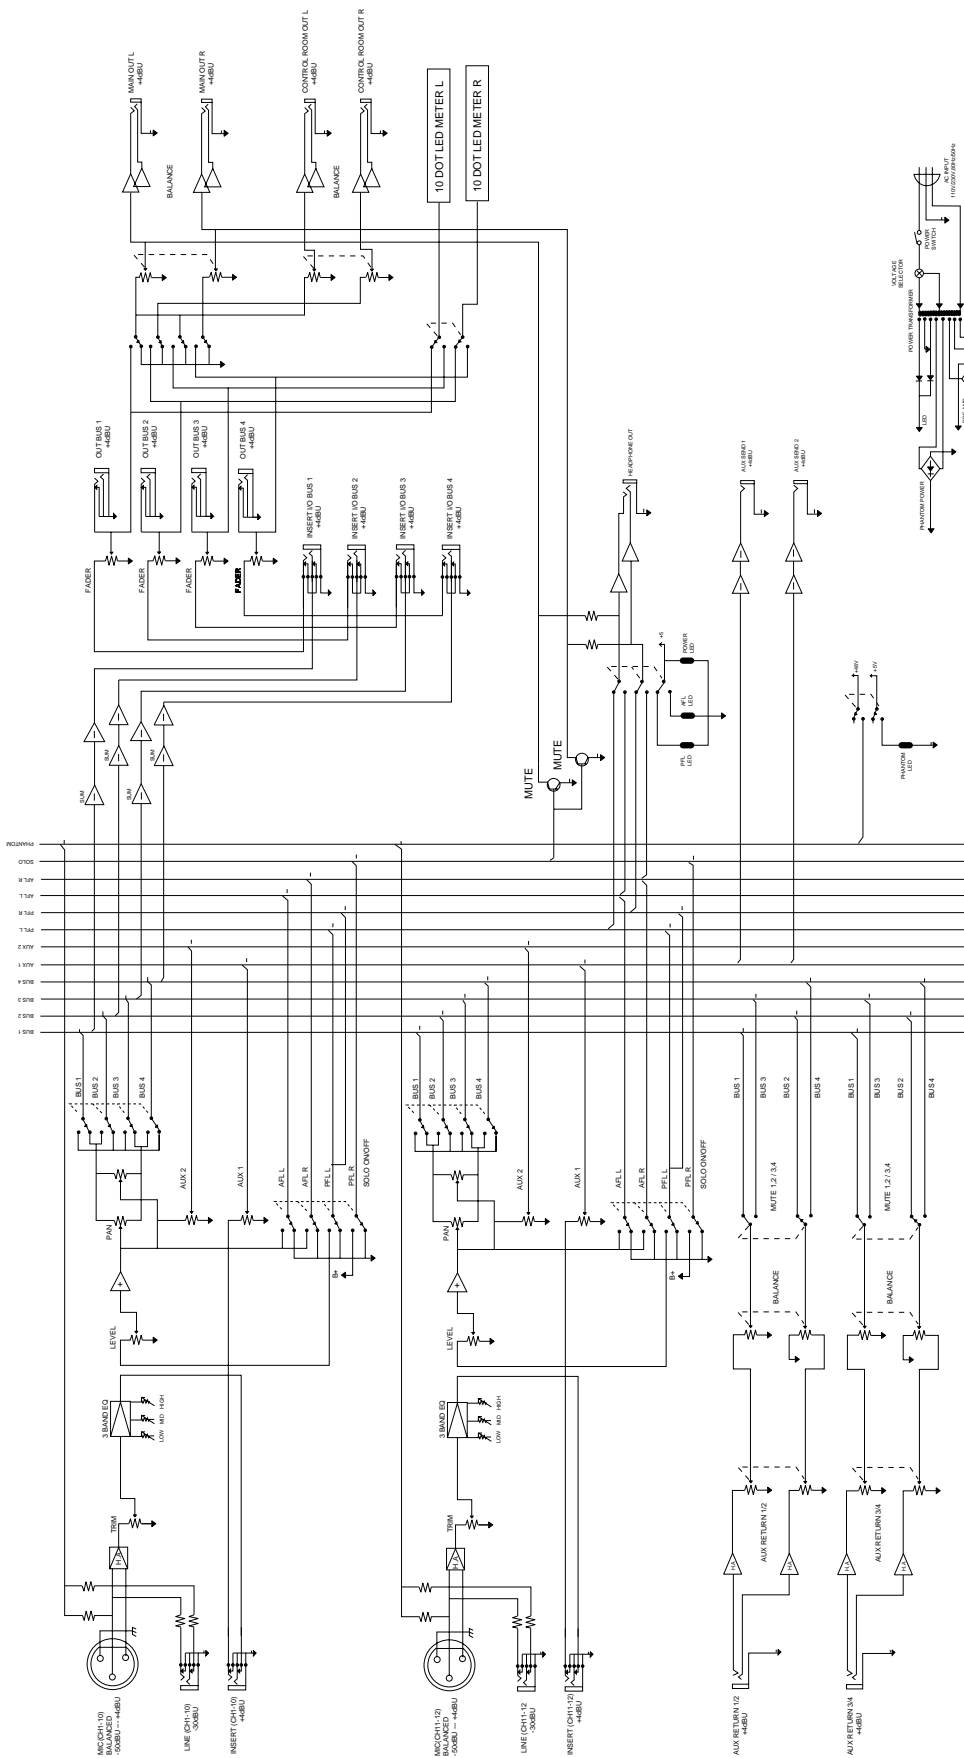 MAIN OUT L
+4dBU
MAIN OUT R
+4dBU
CONTROL ROOM OUT L
+4dBU
CONTROL ROOM OUT R
+4dBU
BALANCE
BALANCE
10 DOT LED METER L
10 DOT LED METER R
POWER
SWITCH
VOLTAGE
SELECTOR
POWER TRANSFORMER
LED
PHANTOM POWER
OUT BUS 1
+4dBU
OUT BUS 2
+4dBU
OUT BUS 3
+4dBU
OUT BUS 4
+4dBU
FADER
FADER
FADER
FADER
INSERT I/O BUS 1
+4dBU
INSERT I/O BUS 2
+4dBU
INSERT I/O BUS 3
+4dBU
INSERT I/O BUS 4
+4dBU
HEADPHONE OUT
AUX SEND 1
+4dBU
AUX SEND 2
+4dBU
SUM
SUM
SUM
SUM
MUTE
MUTE
+5
POWER
LED
AFL
LED
PFL
LED
+48V
+5V
PHANTOM
LED
PHANTOM
SOLO
AFL R
AFL L
PFL R
PFL L
AUX 2
AUX 1
BUS 4
BUS 3
BUS 2
BUS 1
BUS 1
BUS 2
BUS 3
BUS 4
AUX 2
AUX 1
AFL L
AFL R
PFL L
PFL R
SOLO ON/OFF
PAN
B+
LEVEL
+
3 BAND EQ
LOW
MID
HIGH
TRIM
H.A
MIC(CH1-10)
BALANCED
-50dBU --- +4dBU
LINE (CH1-10)
-30dBU
INSERT (CH1-10)
+4dBU
BUS 1
BUS 2
BUS 3
BUS 4
AUX 2
AUX 1
AFL L
AFL R
PFL L
PFL R
SOLO ON/OFF
PAN
B+
LEVEL
+
3 BAND EQ
LOW
MID
HIGH
TRIM
H.A
MIC(CH11-12)
BALANCED
-50dBU --- +4dBU
LINE (CH11-12
-30dBU
INSERT (CH11-12)
+4dBU
BUS 1
BUS 3
BUS 2
BUS 4
MUTE 1,2 / 3,4
BALANCE
AUX RETURN 1/2
H.A
H.A
AUX RETURN 1/2
+4dBU
BUS 1
BUS 3
BUS 2
BUS 4
MUTE 1,2 / 3,4
BALANCE
AUX RETURN 3/4
H.A
H.A
AUX RETURN 3/4
+4dBU
AC INPUT